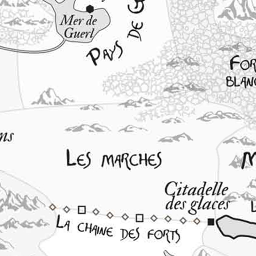 Mer de
Guerl
PAYS DE G
FOR
BLANC
ns
LES MARCHES
M
Citadelle
des glaces
L
LA CHAINE DES FORTS